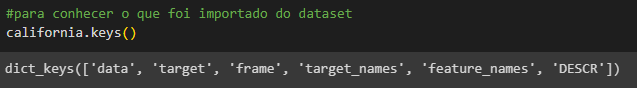 #para conhecer o que foi importado do dataset
california.keys()
dict_keys(['data', 'target', 'frame', 'target_names', 'feature_names', 'DESCR'])